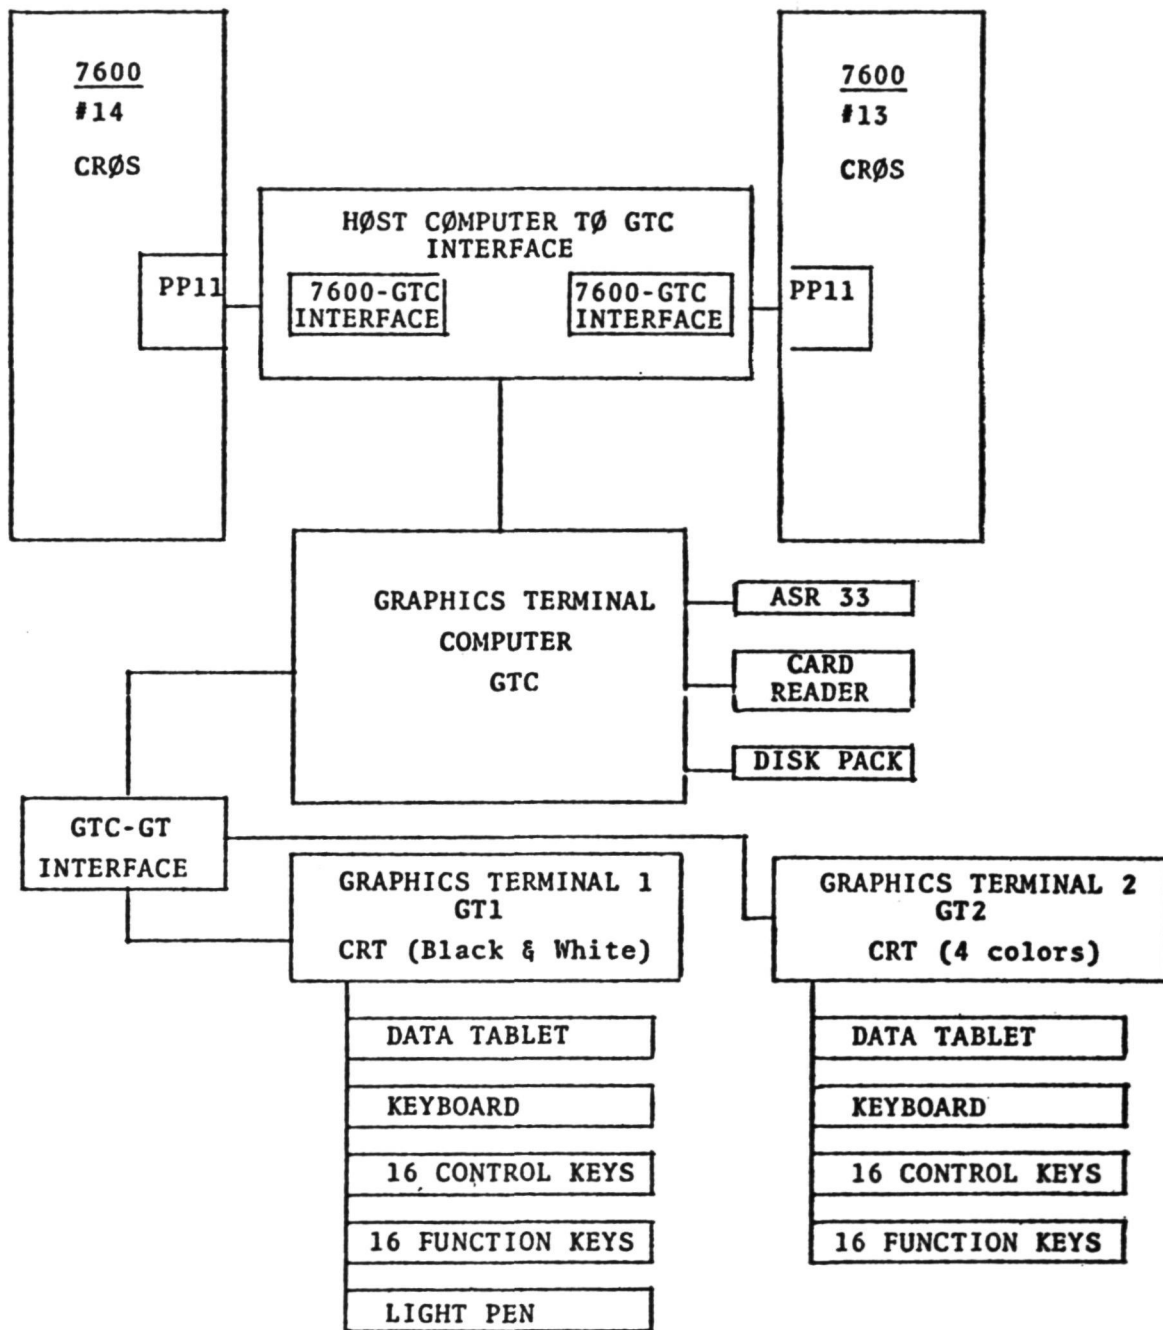 7600
#14
CRØS
PP11
7600
#13
CRØS
PP11
HØST CØMPUTER TØ GTC
INTERFACE
7600-GTC
INTERFACE
7600-GTC
INTERFACE
GRAPHICS TERMINAL
COMPUTER
GTC
ASR 33
CARD
READER
DISK PACK
GTC-GT
INTERFACE
GRAPHICS TERMINAL 1
GT1
CRT (Black & White)
DATA TABLET
KEYBOARD
16 CONTROL KEYS
16 FUNCTION KEYS
LIGHT PEN
GRAPHICS TERMINAL 2
GT2
CRT (4 colors)
DATA TABLET
KEYBOARD
16 CONTROL KEYS
16 FUNCTION KEYS